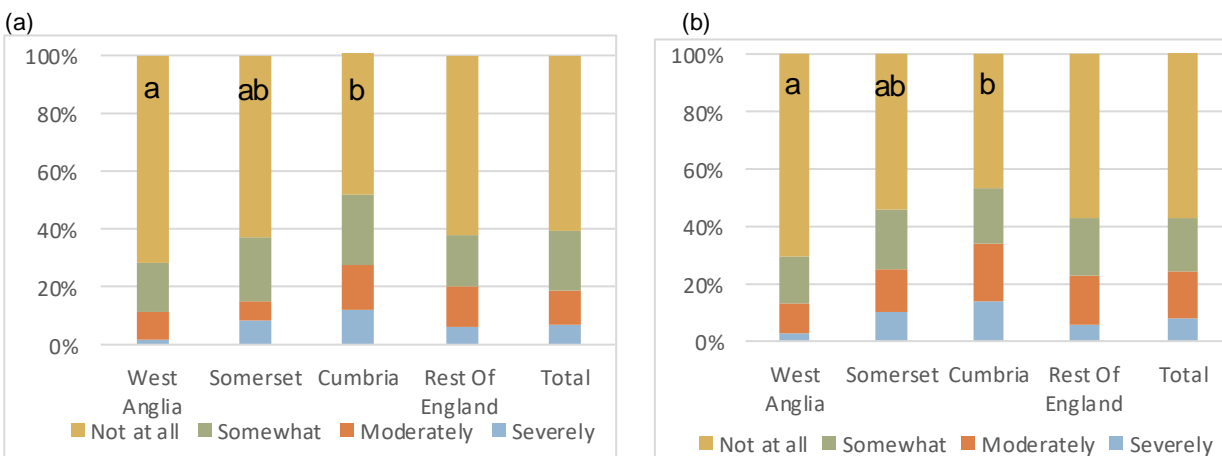 (a)
100%
80%
60%
40%
20%
0%
a
ab
b
West Anglia
Somerset
Cumbria
Rest Of England
Total
Not at all
Somewhat
Moderately
Severely
(b)
100%
80%
60%
40%
20%
0%
a
ab
b
West Anglia
Somerset
Cumbria
Rest Of England
Total
Not at all
Somewhat
Moderately
Severely